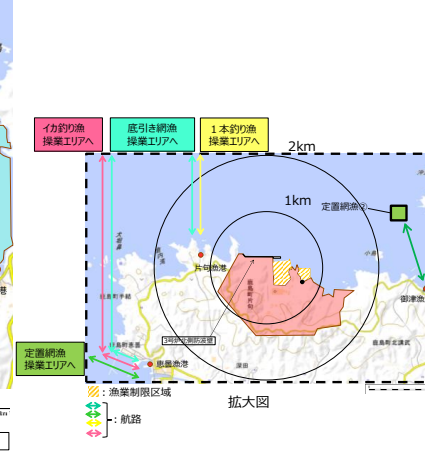 イカ釣り漁
操業エリアへ
底引き網漁
操業エリアへ
1本釣り漁
操業エリアへ
2km
1km
定置網漁②
片句漁港
御津漁
3号炉北側防波壁
定置網漁
操業エリアへ
恵曇漁港
:漁業制限区域
:航路
拡大図
港